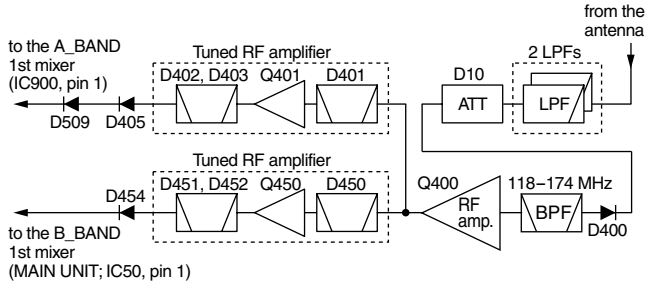 from the
antenna
to the A_BAND
1st mixer
(IC900, pin 1)
Tuned RF amplifier
D402, D403
Q401
D401
2 LPFs
D10
ATT
LPF
D509
D405
Tuned RF amplifier
D454
D451, D452
Q450
D450
Q400
118–174 MHz
RF
amp.
BPF
D400
to the B_BAND
1st mixer
(MAIN UNIT; IC50, pin 1)